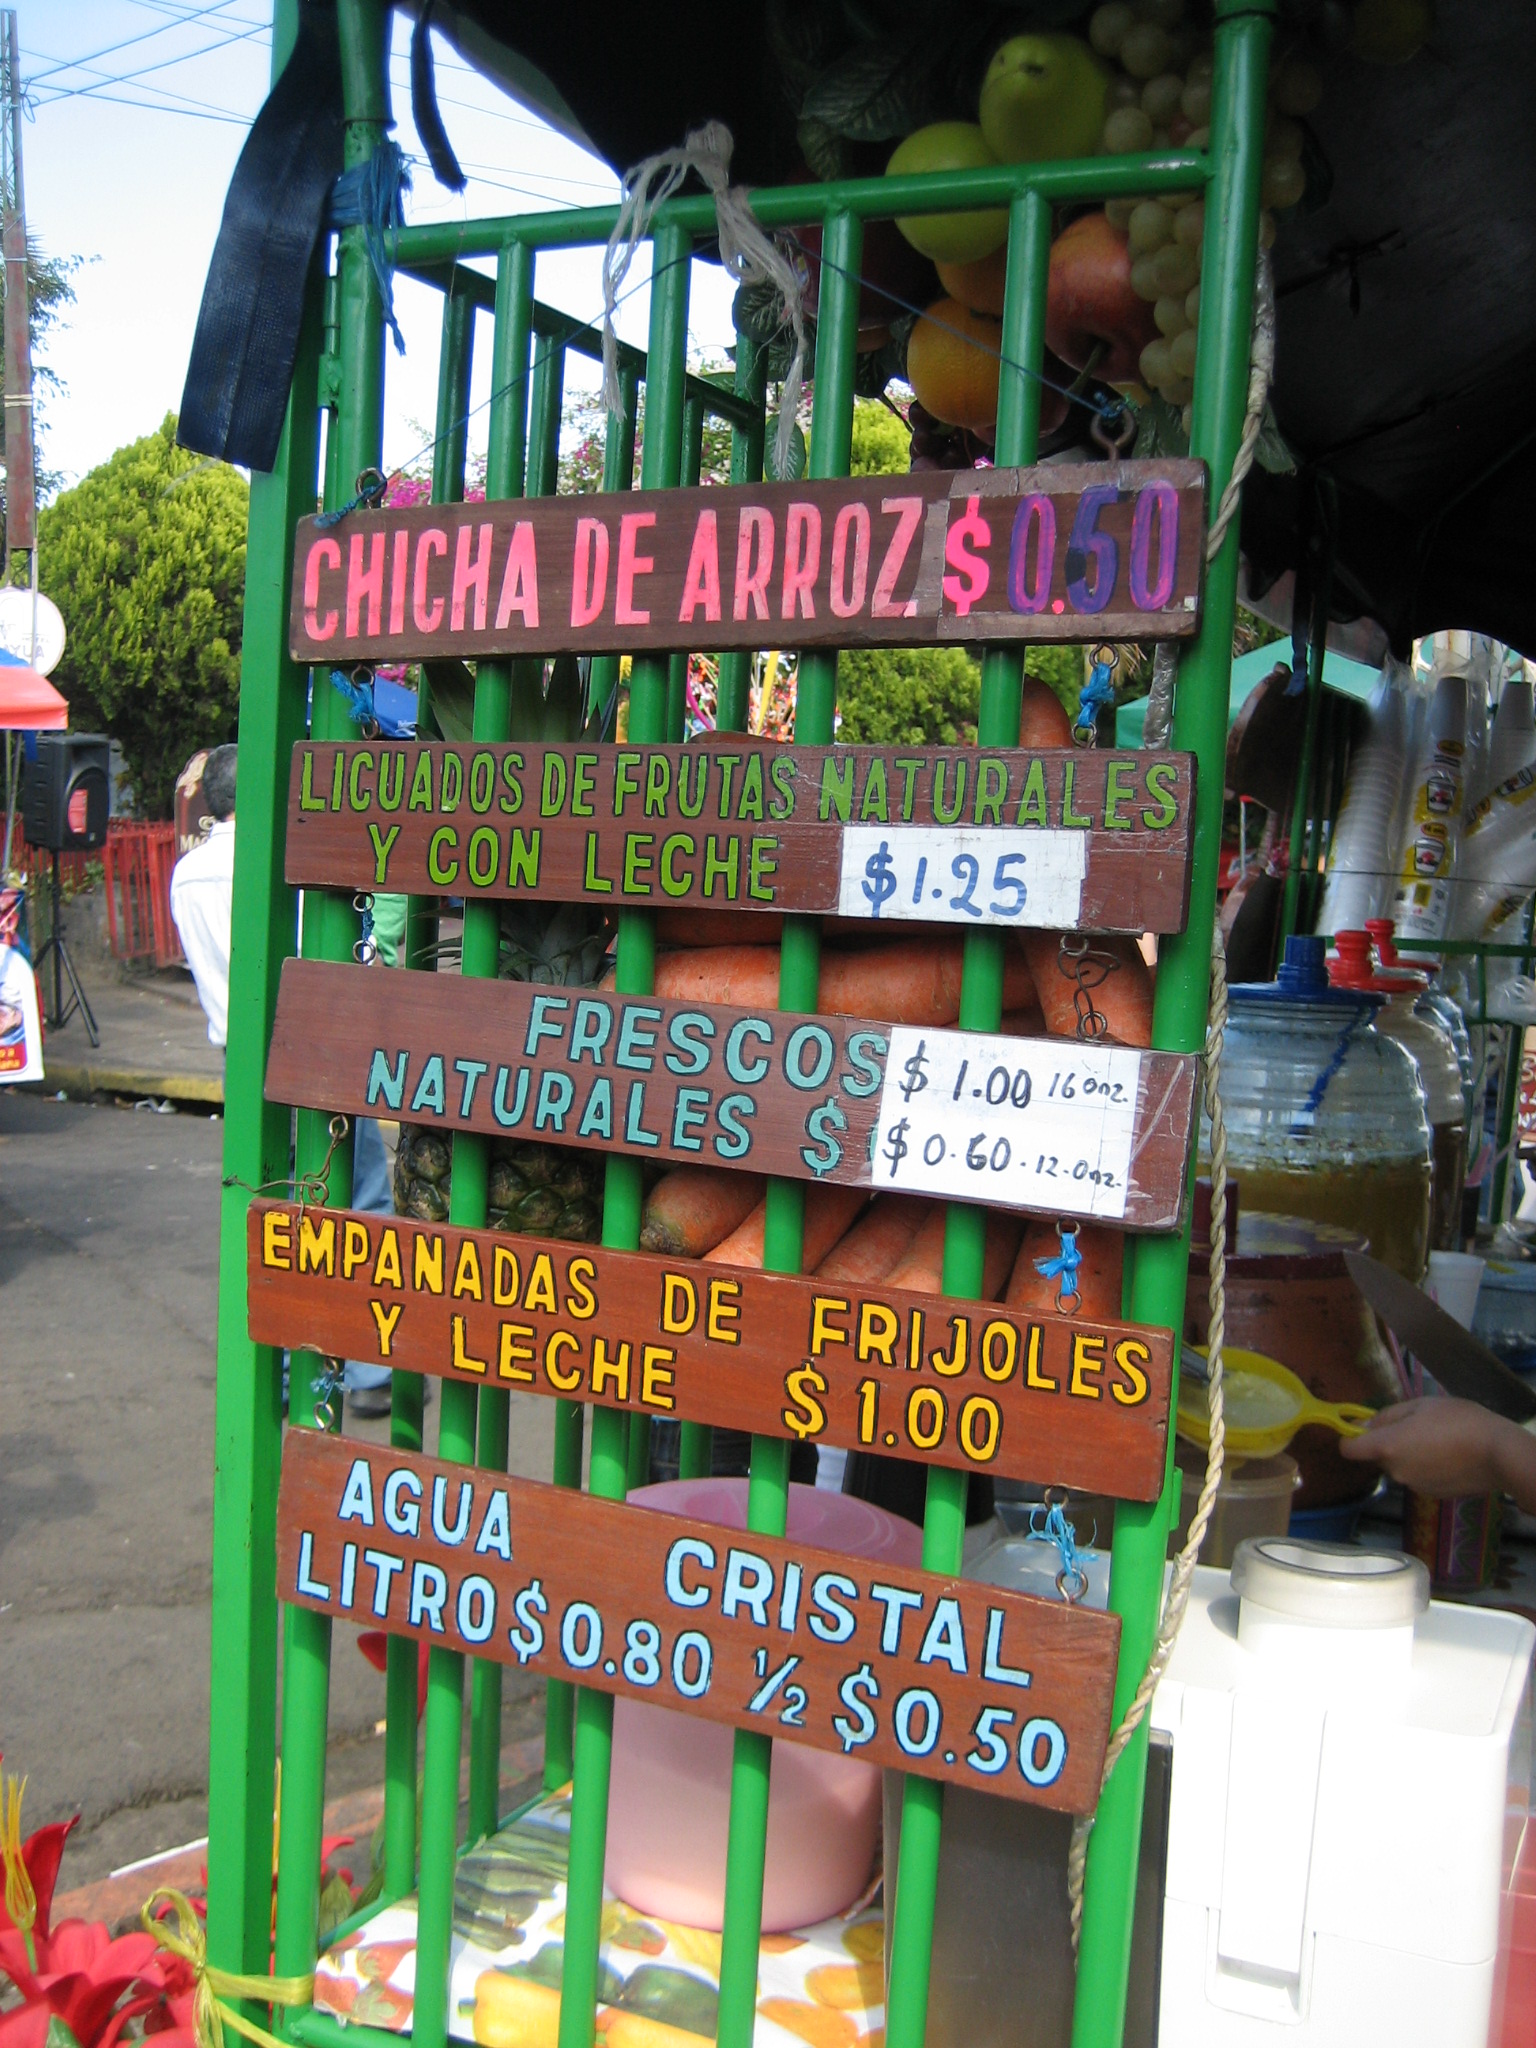 CHICHA DE ARROZ $ 0.50
LICUADOS DE FRUTAS NATURALES
Y CON LECHE $1.25
FRESCOS $ 1.00 16 onz.
NATURALES $ $ 0.60. 12. onz.
EMPANADAS DE FRIJOLES
Y LECHE $ 1.00
AGUA CRISTAL
LITRO $0.80 ½ $0.50